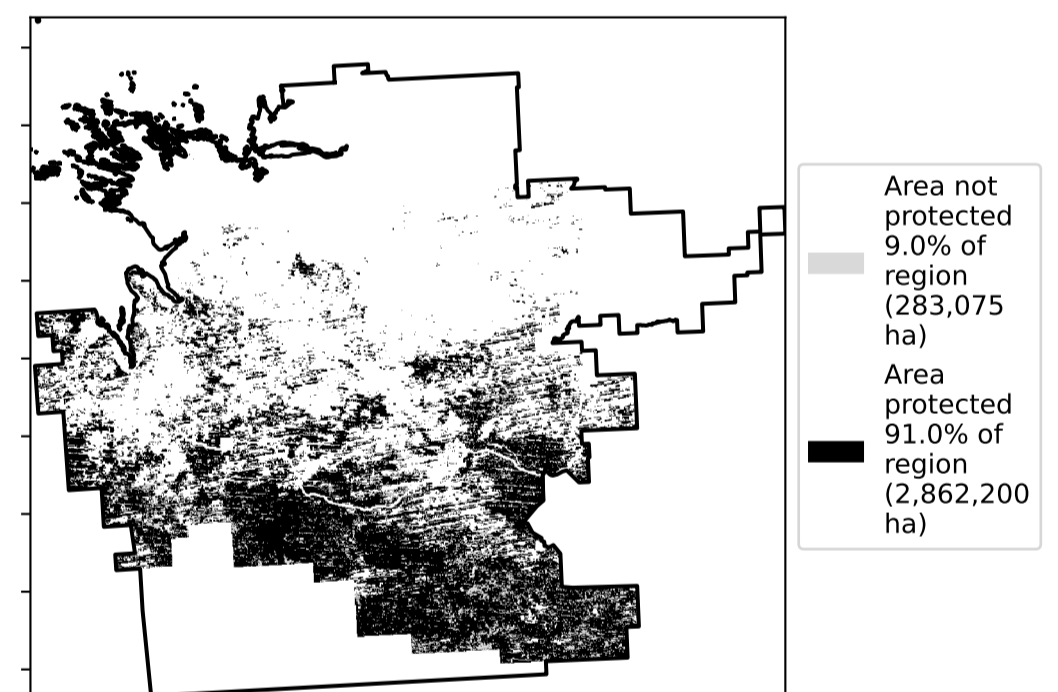 Area not
protected
9.0% of
region
(283,075
ha)
Area
protected
91.0% of
region
(2,862,200
ha)